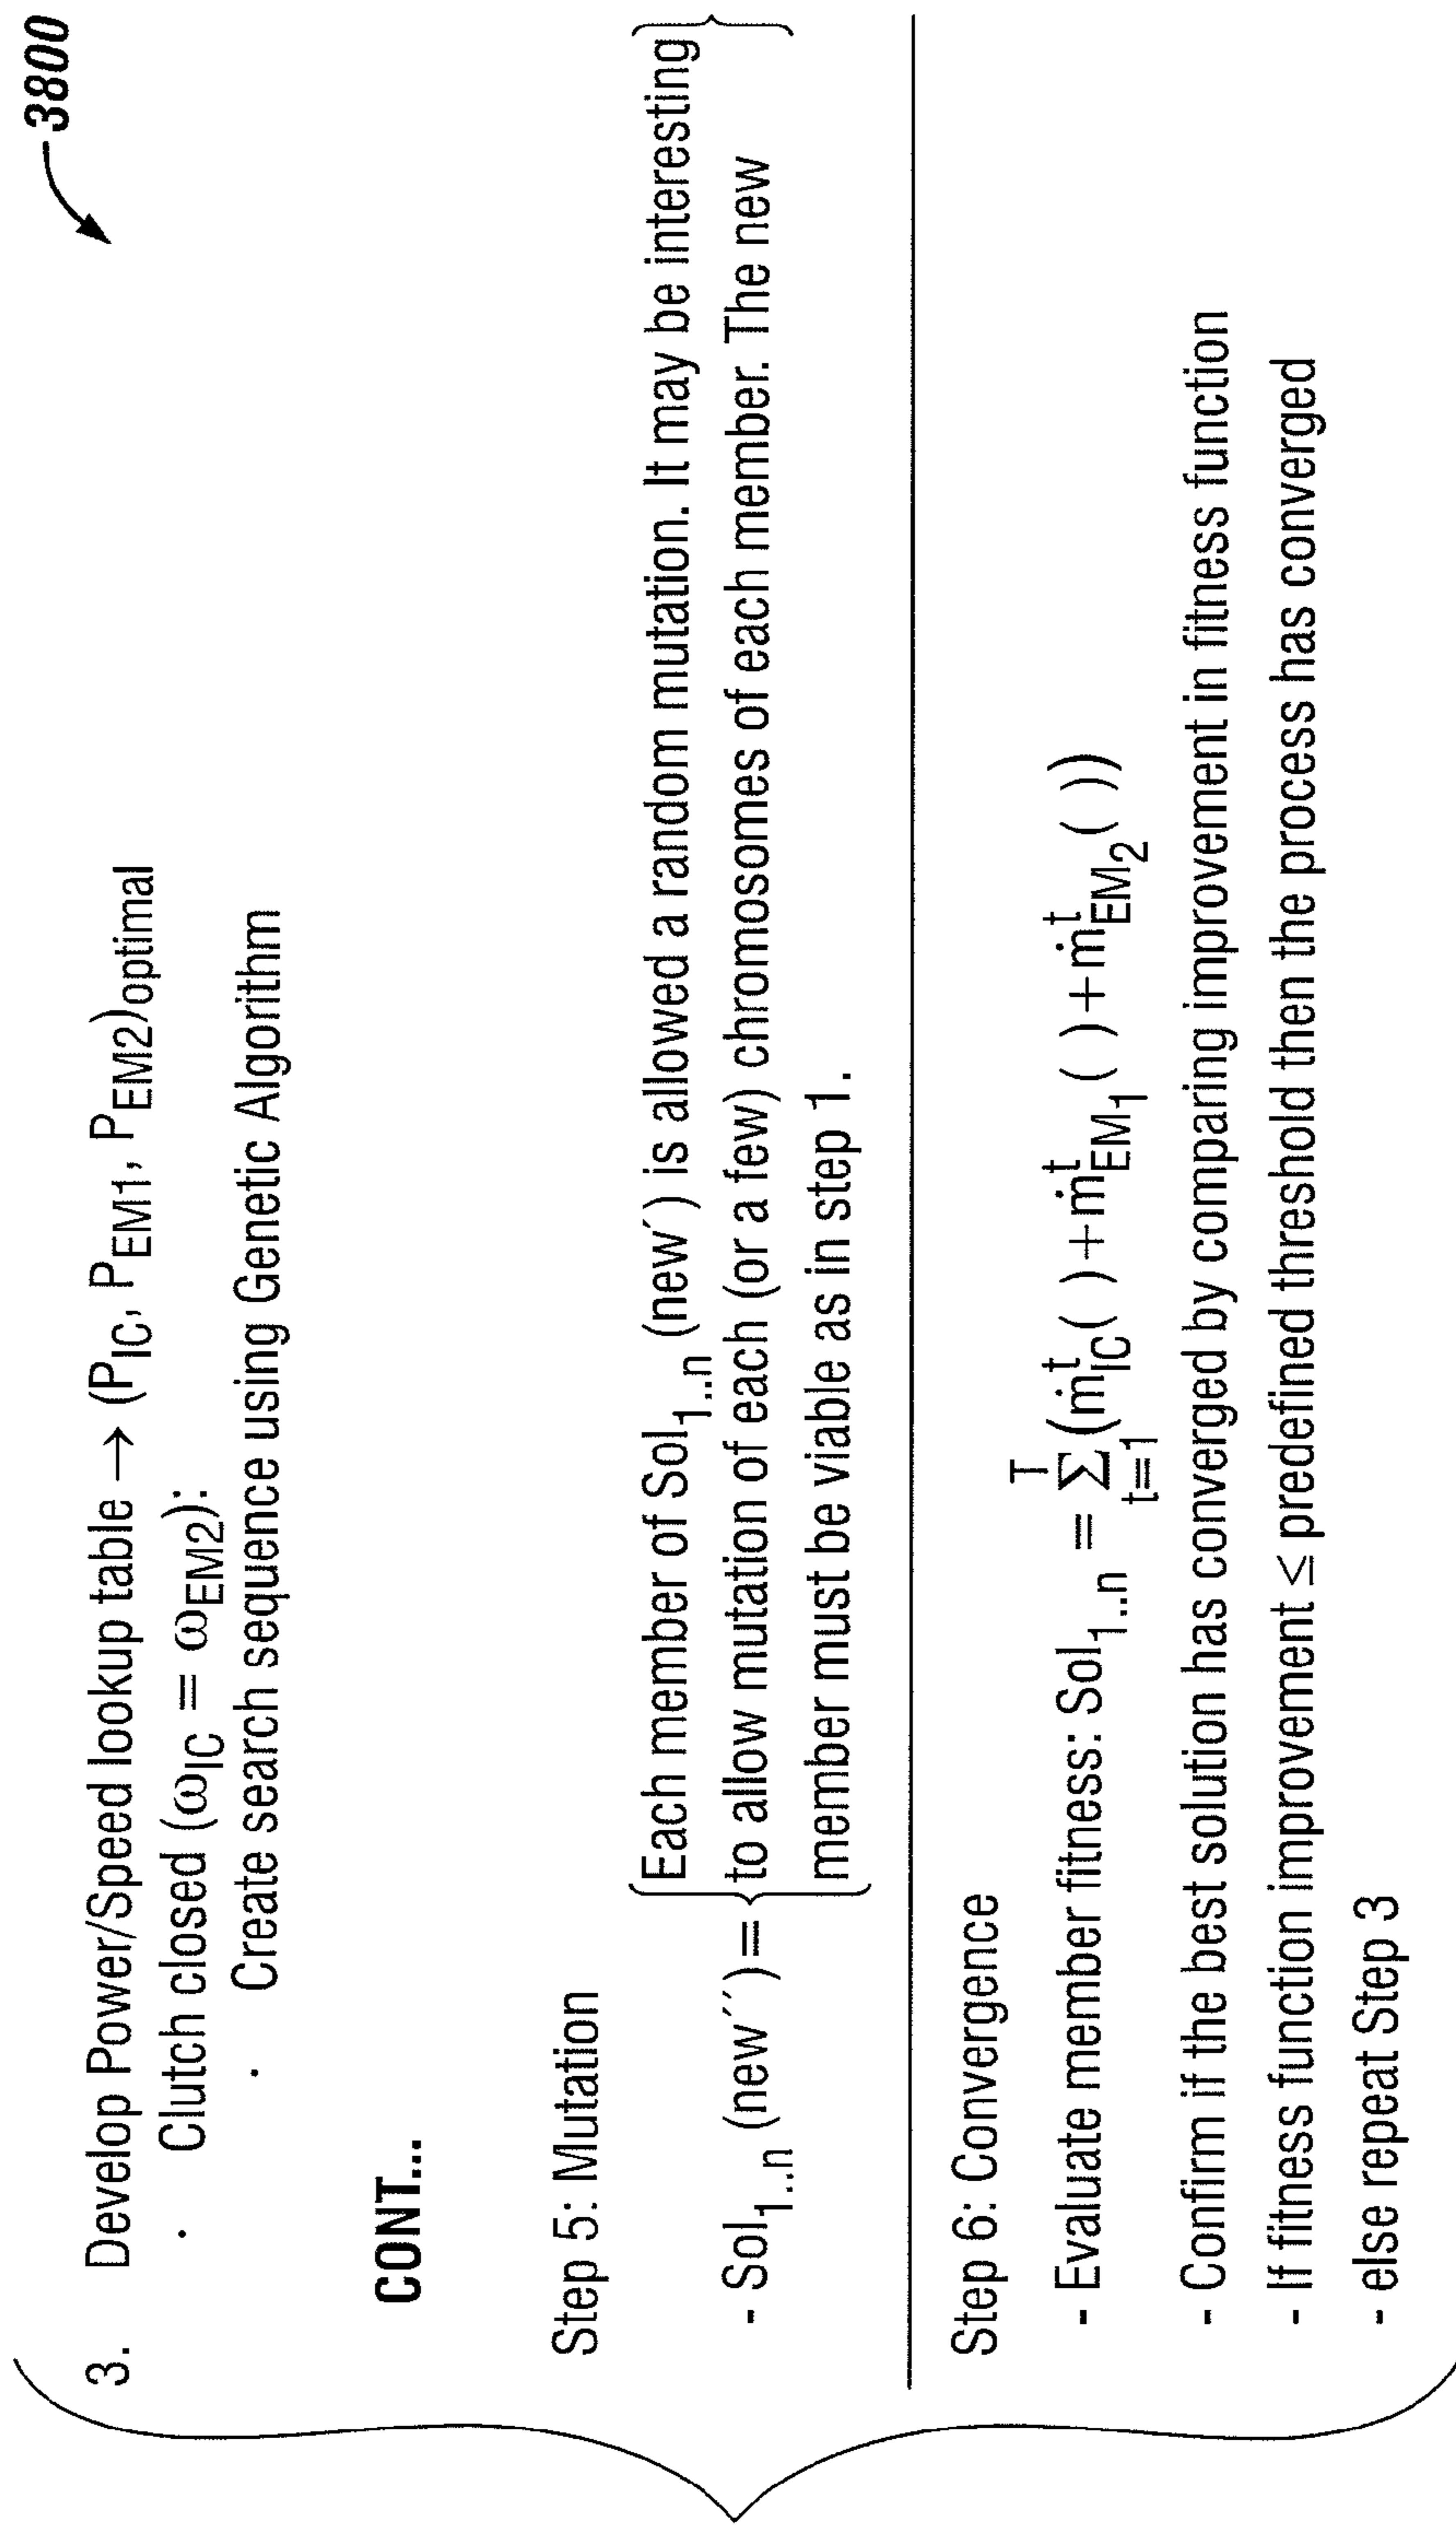 3800
3. Develop Power/Speed lookup table → (P_IC, P_EM1, P_EM2)optimal
· Clutch closed (ω_IC = ω_EM2):
· Create search sequence using Genetic Algorithm
CONT...
Step 5: Mutation
Each member of Sol_1..n (new′) is allowed a random mutation. It may be interesting
- Sol_1..n (new′′) = { to allow mutation of each (or a few) chromosomes of each member. The new }
member must be viable as in step 1.
Step 6: Convergence
- Evaluate member fitness: Sol_1..n = Σ_{t=1}^{T} (ṁ^t_IC( ) + ṁ^t_EM_1( ) + ṁ^t_EM_2( ))
- Confirm if the best solution has converged by comparing improvement in fitness function
- If fitness function improvement ≤ predefined threshold then the process has converged
- else repeat Step 3